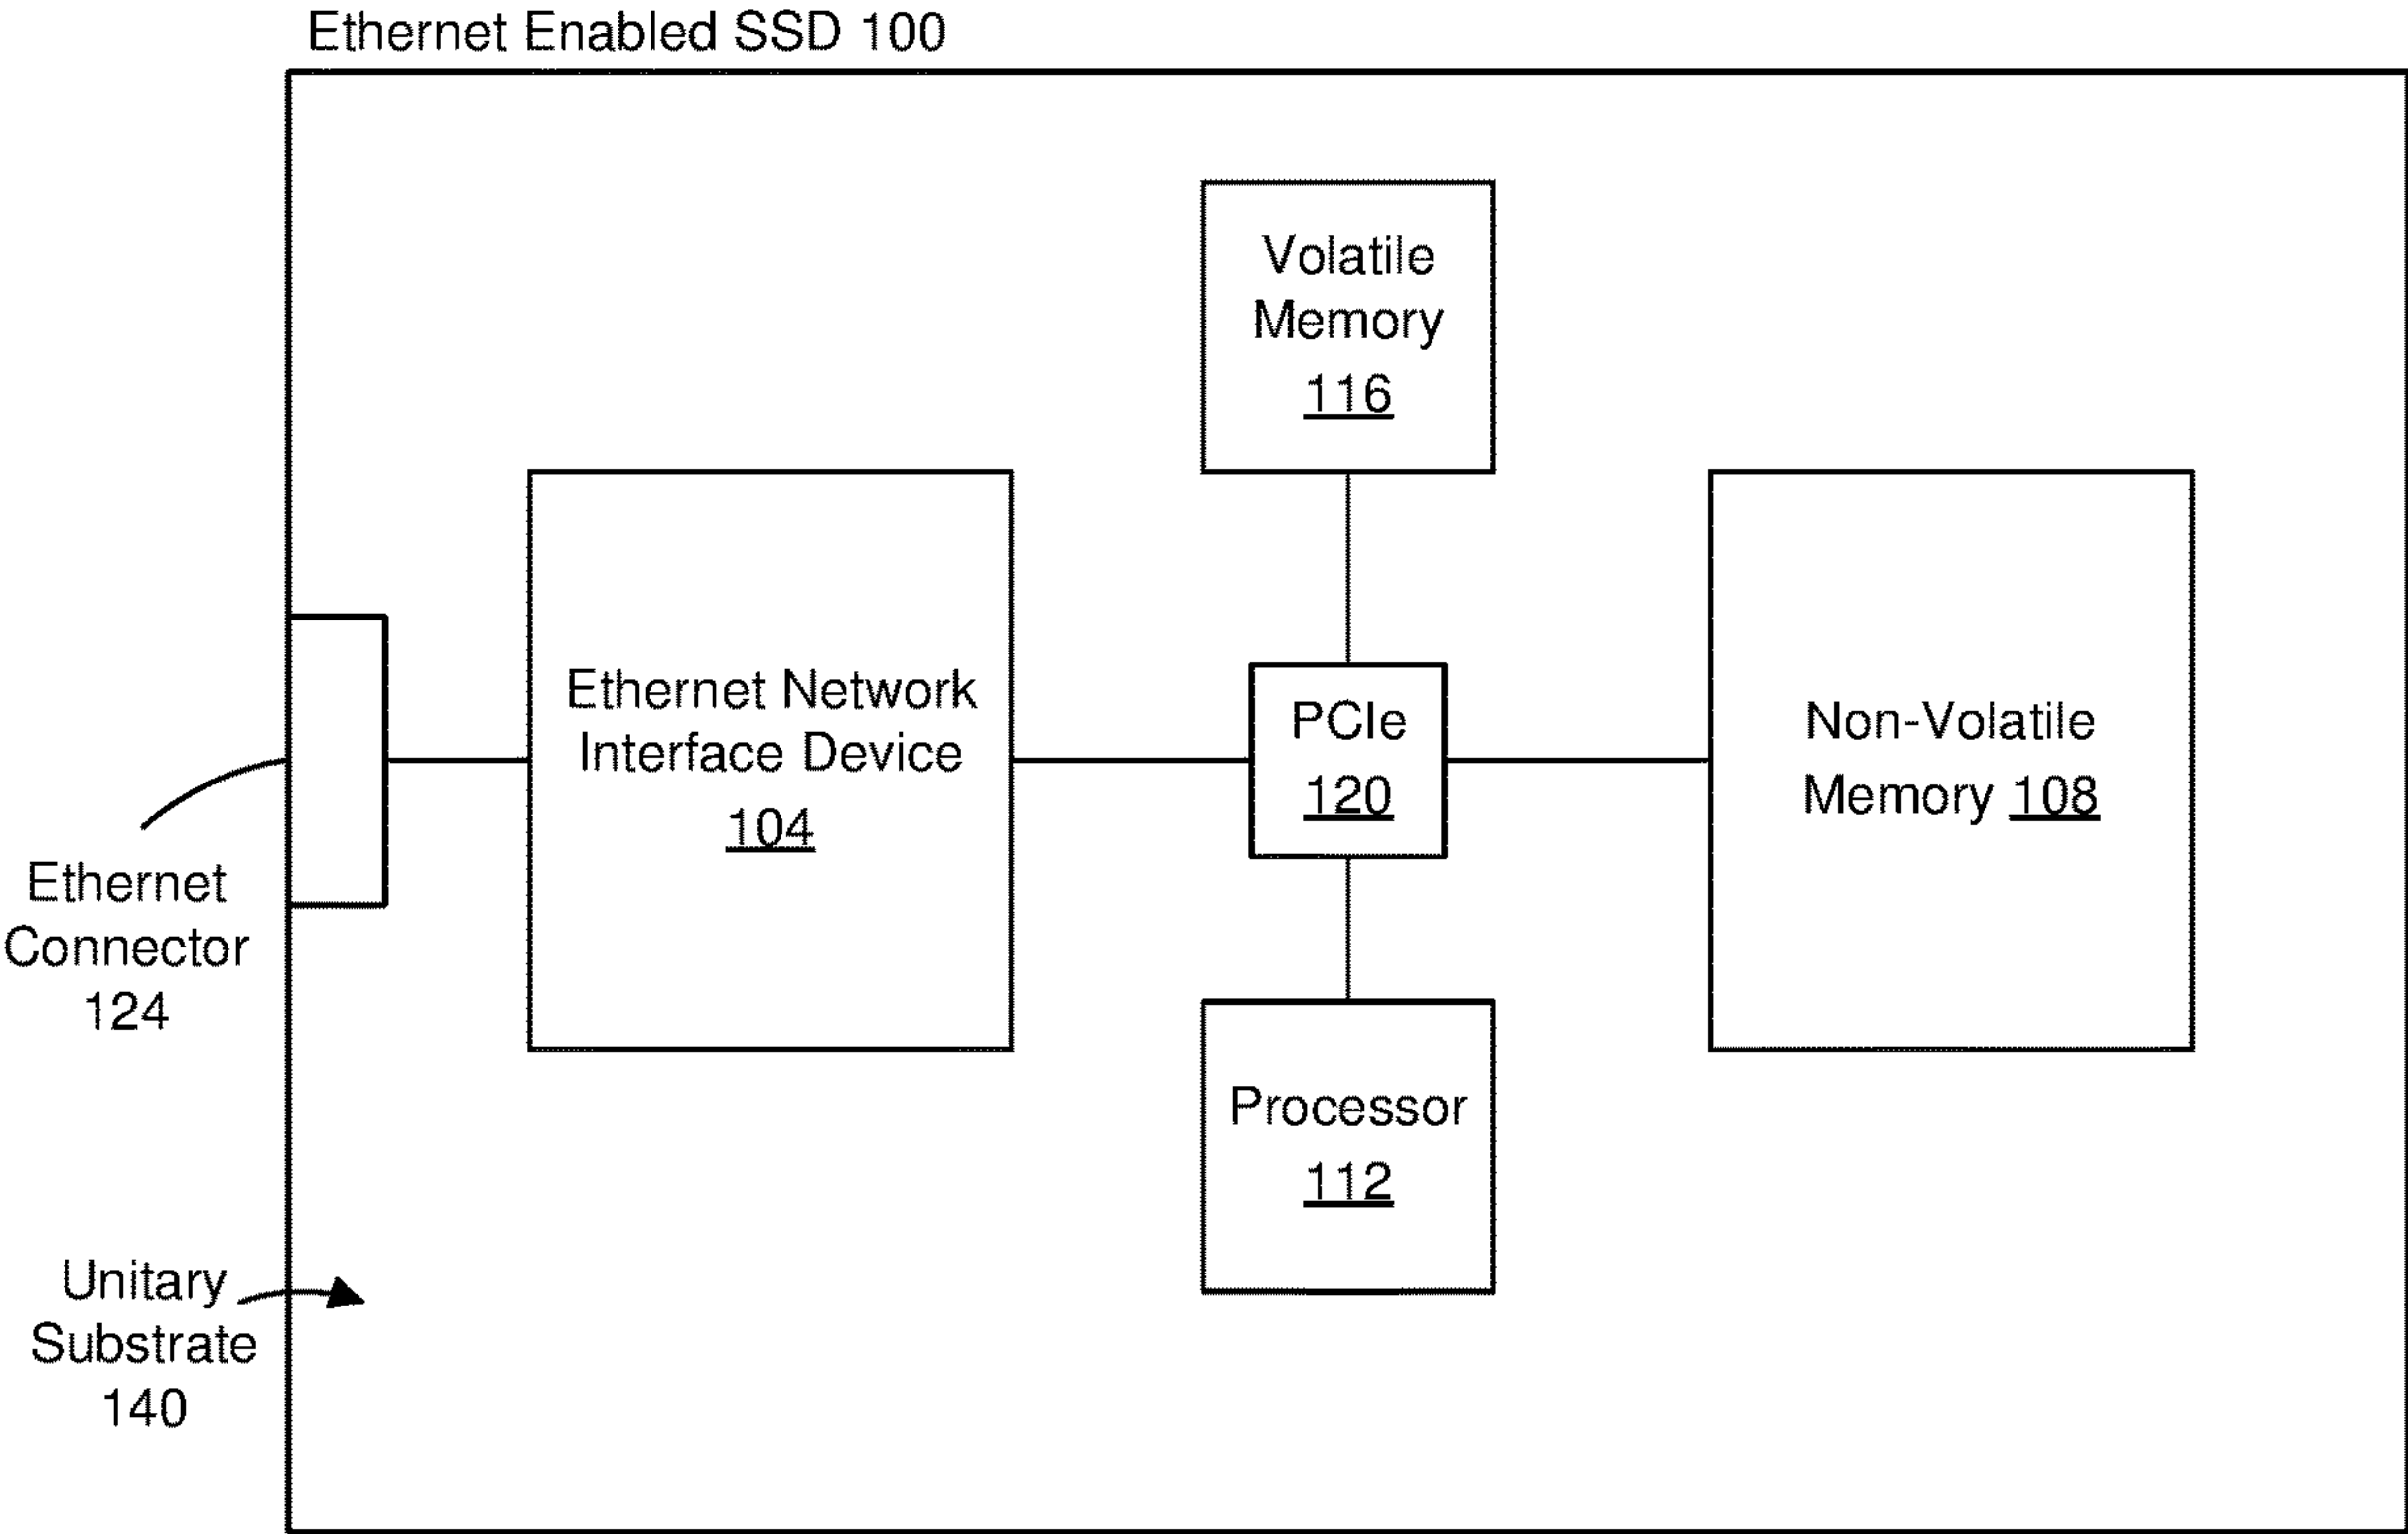 Ethernet Enabled SSD 100
Volatile
Memory
116
Ethernet Network
Interface Device
104
PCIe
120
Non-Volatile
Memory 108
Ethernet
Connector
124
Processor
112
Unitary
Substrate
140